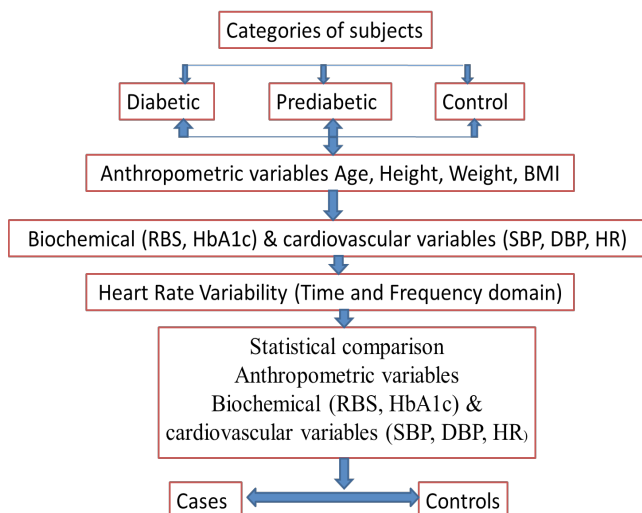 Categories of subjects
Diabetic
Prediabetic
Control
Anthropometric variables Age, Height, Weight, BMI
Biochemical (RBS, HbA1c) & cardiovascular variables (SBP, DBP, HR)
Heart Rate Variability (Time and Frequency domain)
Statistical comparison
Anthropometric variables
Biochemical (RBS, HbA1c) &
cardiovascular variables (SBP, DBP, HR)
Cases
Controls